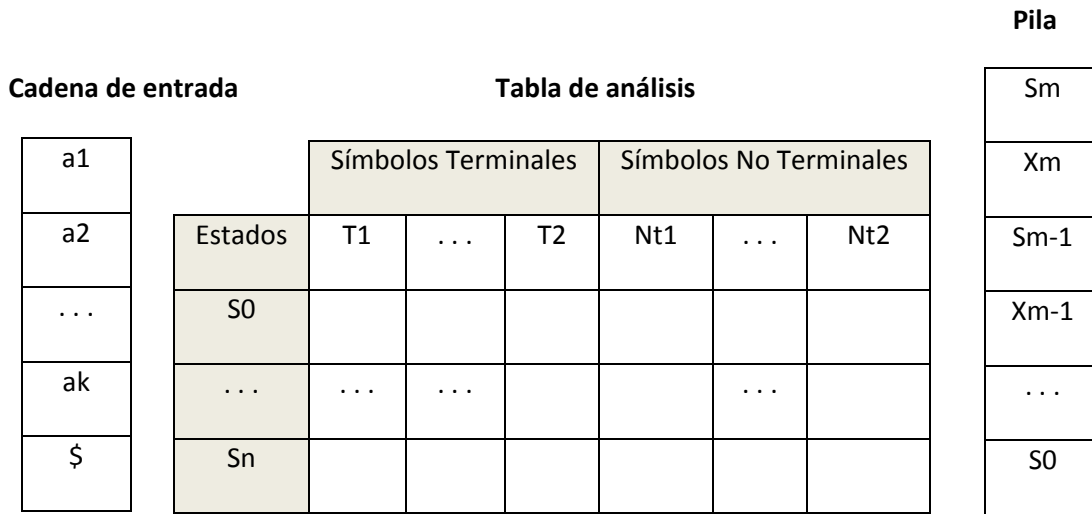 Pila
Cadena de entrada
Tabla de análisis
a1
a2
. . .
ak
$
Símbolos Terminales Símbolos No Terminales
Estados T1 . . . T2 Nt1 . . . Nt2
S0
. . . . . . . . . . . .
Sn
Sm
Xm
Sm-1
Xm-1
. . .
S0